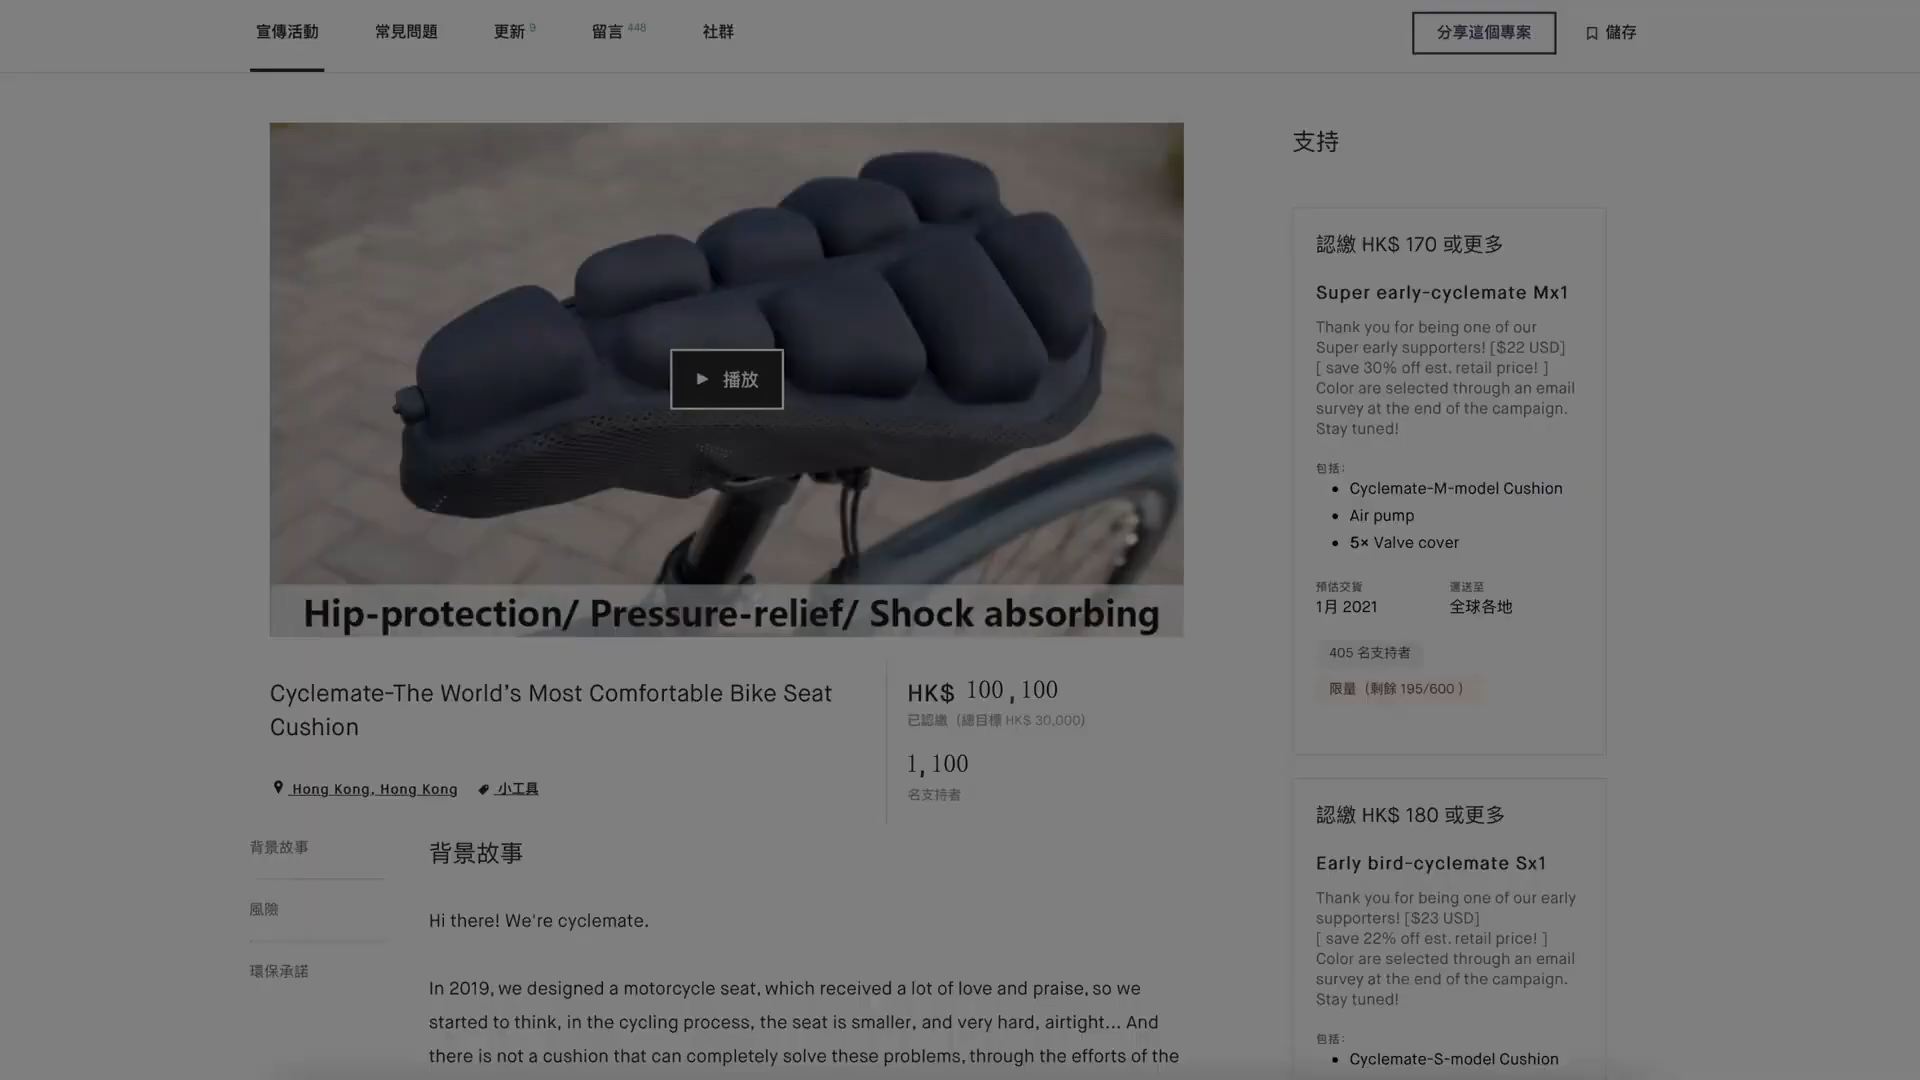 宣傳活動
常見問題
更新 9
留言 448
社群
分享這個專案
儲存
播放
Hip-protection/ Pressure-relief/ Shock absorbing
Cyclemate-The World's Most Comfortable Bike Seat
Cushion
Hong Kong, Hong Kong
小工具
HK$ 100,100
已認繳（總目標 HK$ 30,000）
1,100
名支持者
背景故事
風險
環保承諾
背景故事
Hi there! We're cyclemate.
In 2019, we designed a motorcycle seat, which received a lot of love and praise, so we
started to think, in the cycling process, the seat is smaller, and very hard, airtight... And
there is not a cushion that can completely solve these problems, through the efforts of the
支持
認繳 HK$ 170 或更多
Super early-cyclemate Mx1
Thank you for being one of our
Super early supporters! [$22 USD]
[ save 30% off est. retail price! ]
Color are selected through an email
survey at the end of the campaign.
Stay tuned!
包括:
• Cyclemate-M-model Cushion
• Air pump
• 5× Valve cover
預估交貨
1月 2021
運送至
全球各地
405 名支持者
限量（剩餘 195/600 ）
認繳 HK$ 180 或更多
Early bird-cyclemate Sx1
Thank you for being one of our early
supporters! [$23 USD]
[ save 22% off est. retail price! ]
Color are selected through an email
survey at the end of the campaign.
Stay tuned!
包括:
• Cyclemate-S-model Cushion